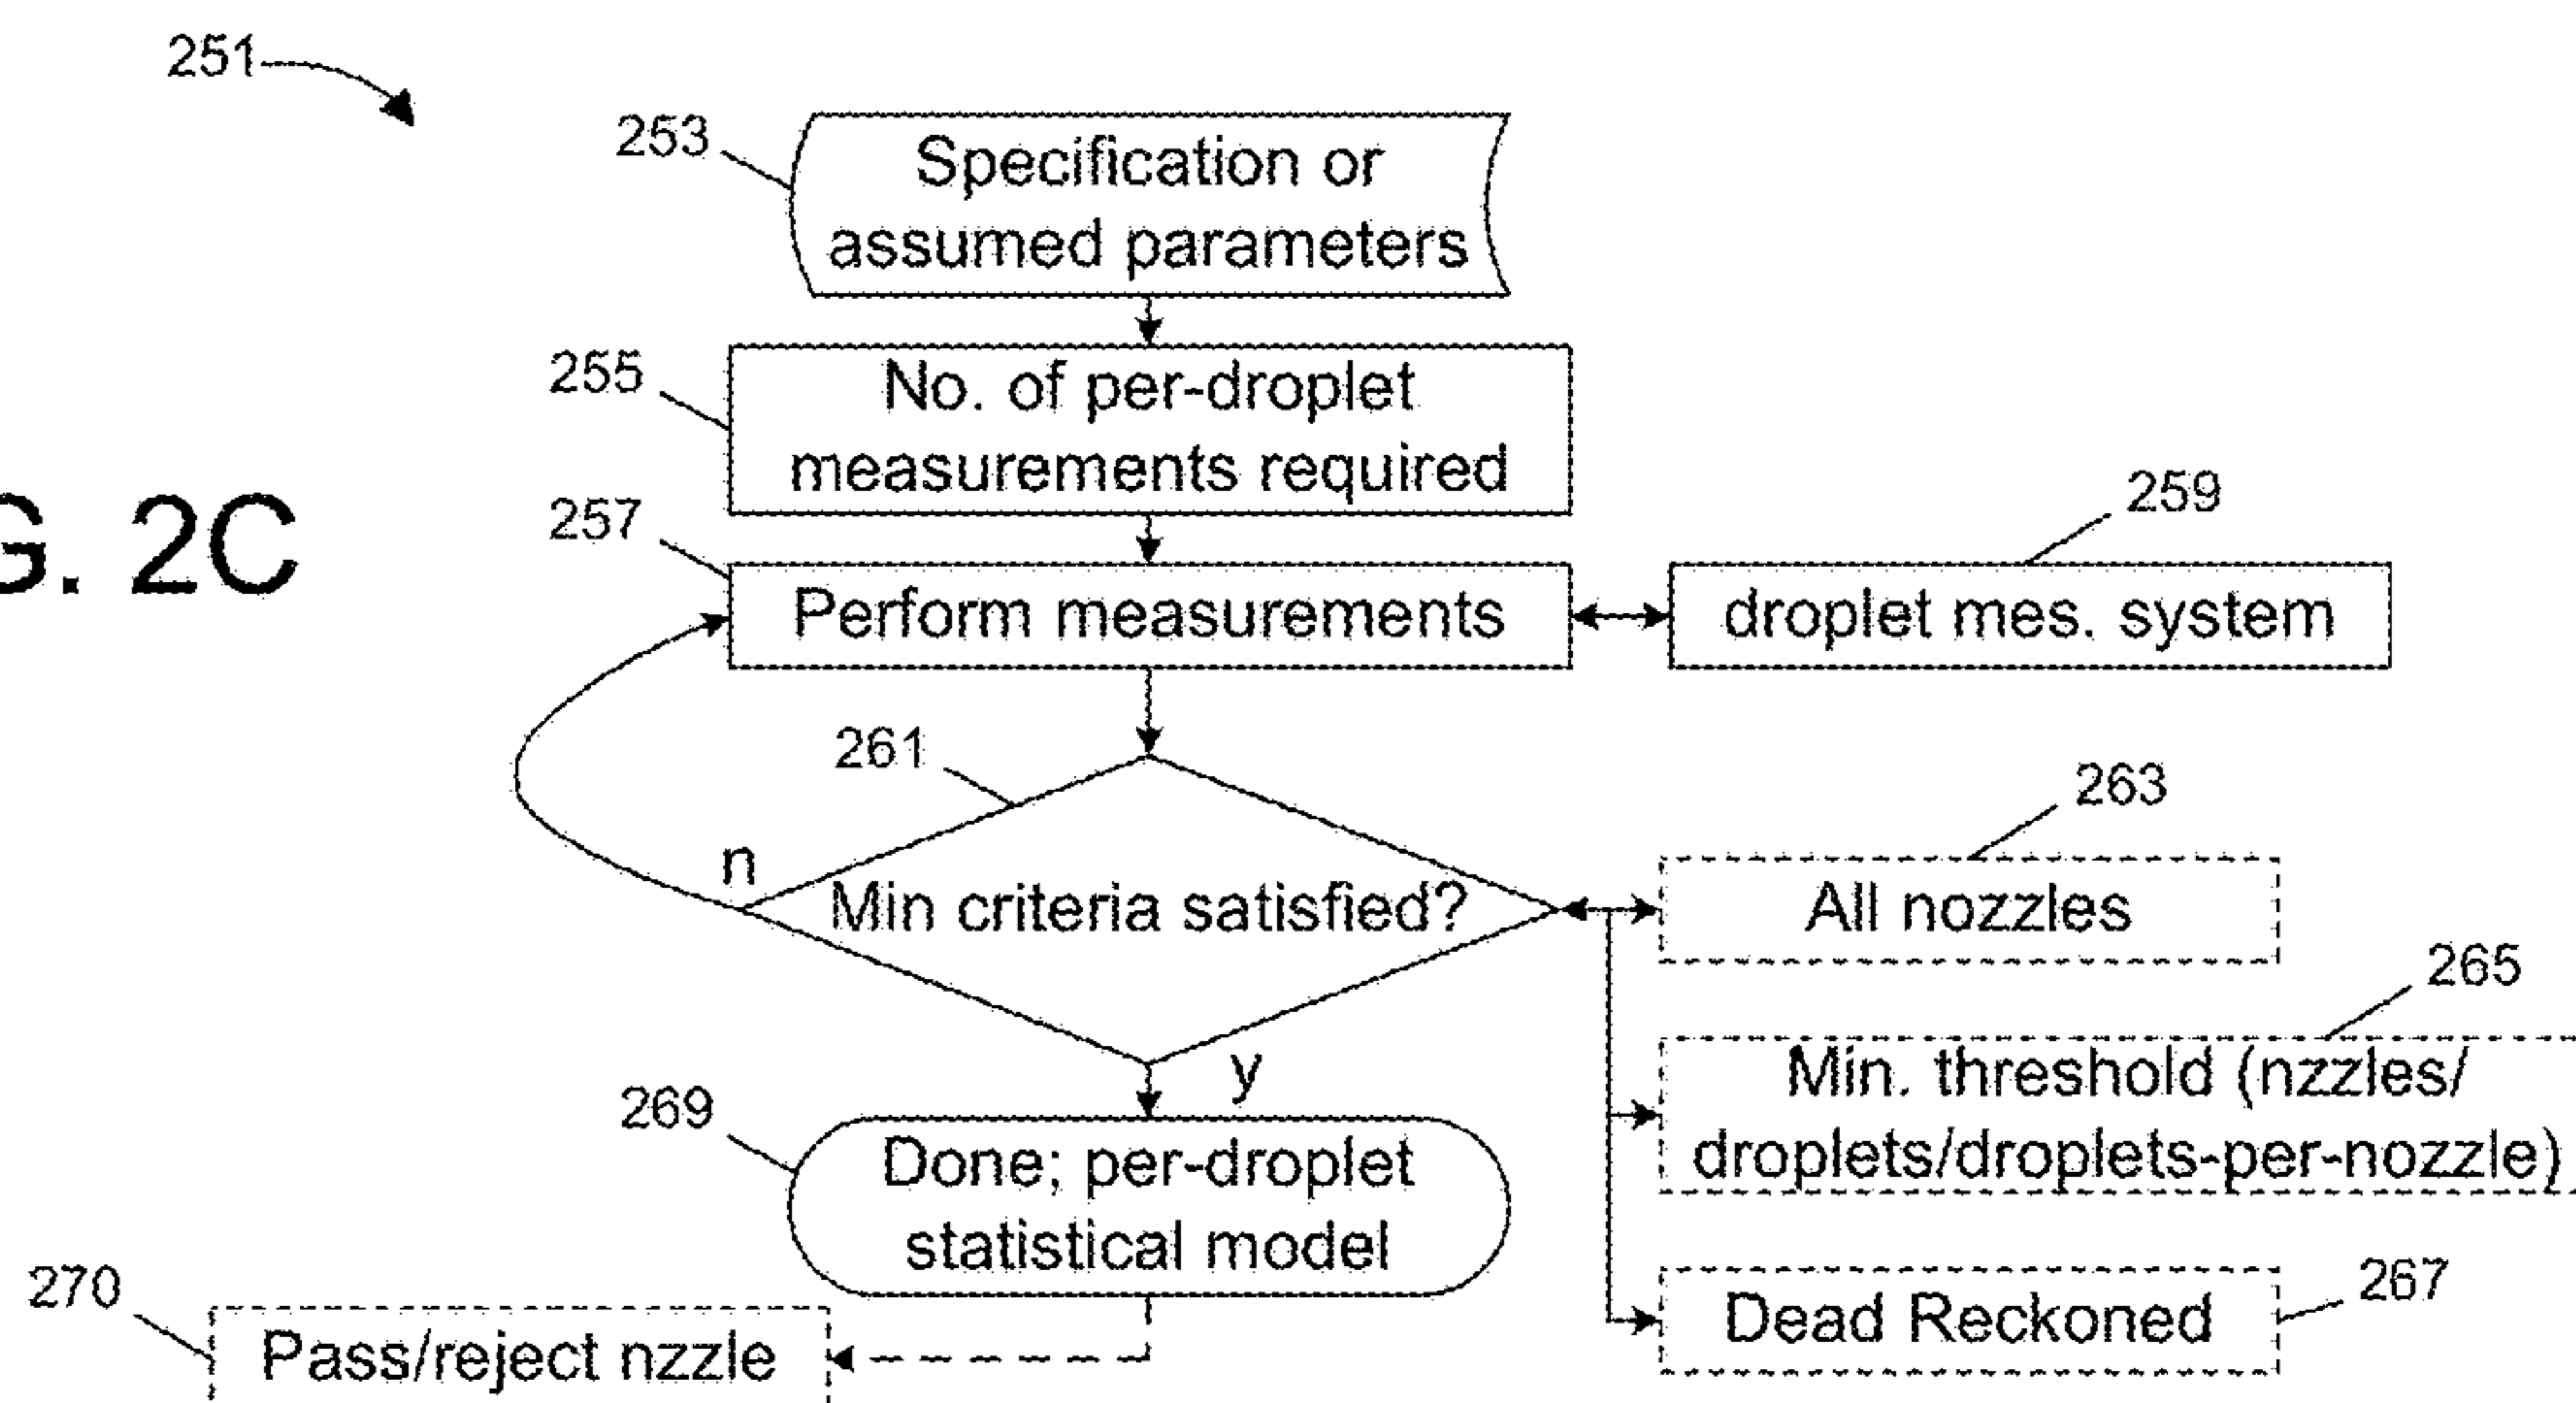 251
253
Specification or
assumed parameters
255
No. of per-droplet
measurements required
G. 2C
257
Perform measurements
259
droplet mes. system
261
n
Min criteria satisfied?
263
All nozzles
265
Min. threshold (nzzles/
droplets/droplets-per-nozzle)
y
269
Done; per-droplet
statistical model
267
Dead Reckoned
270
Pass/reject nzzle